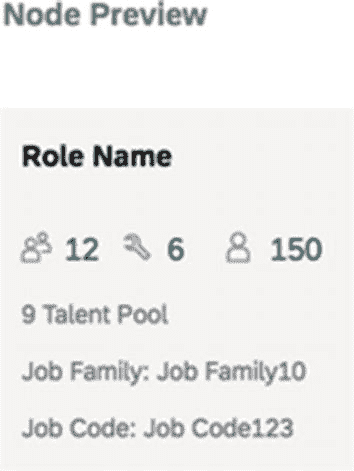 Node Preview
Role Name
12 6 150
9 Talent Pool
Job Family: Job Family10
Job Code: Job Code123